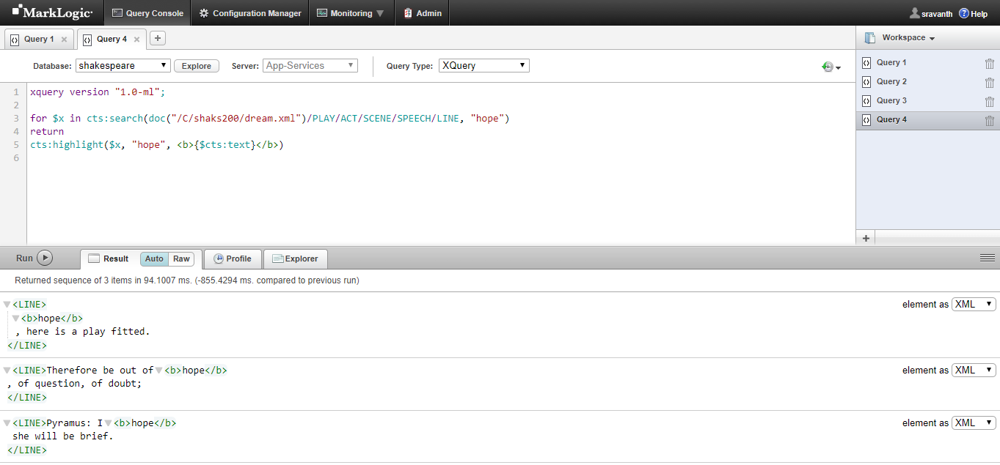 MarkLogic Query Console Configuration Manager Monitoring Admin sravanth Help
Query 1 Query 4 + Workspace
Database: shakespeare Explore Server: App-Services Query Type: XQuery
Query 1
Query 2
Query 3
Query 4
1 xquery version "1.0-ml";
2
3 for $x in cts:search(doc("/C/shaks200/dream.xml")/PLAY/ACT/SCENE/SPEECH/LINE, "hope")
4 return
5 cts:highlight($x, "hope", <b>{$cts:text}</b>)
6
+
Run Result Auto Raw Profile Explorer
Returned sequence of 3 items in 94.1007 ms. (-855.4294 ms. compared to previous run)
<LINE> element as XML
<b>hope</b>
, here is a play fitted.
</LINE>
<LINE>Therefore be out of <b>hope</b> element as XML
, of question, of doubt;
</LINE>
<LINE>Pyramus: I <b>hope</b> element as XML
she will be brief.
</LINE>